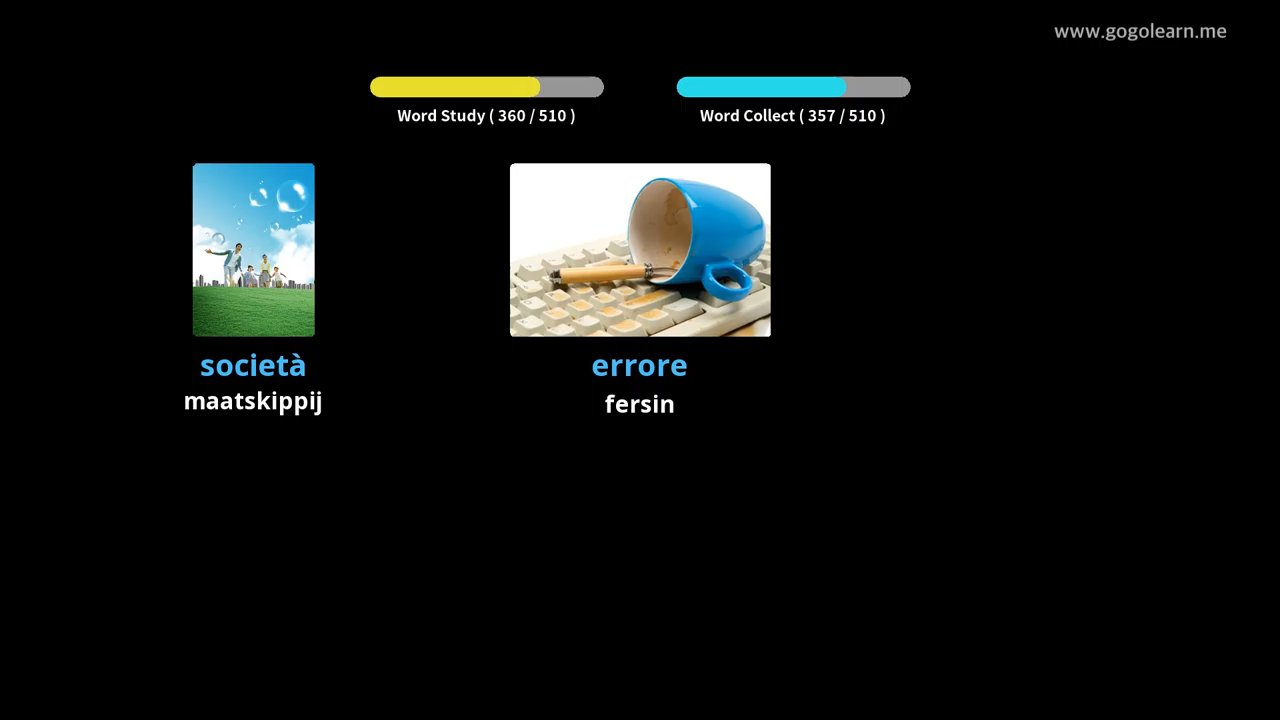 www.gogolearn.me
Word Study ( 360 / 510 )
Word Collect ( 357 / 510 )
società
maatskippij
errore
fersin